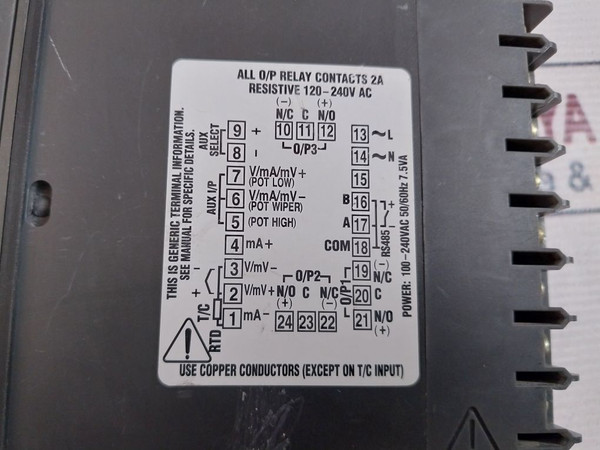 ALL O/P RELAY CONTACTS 2A
RESISTIVE 120-240V AC
THIS IS GENERIC TERMINAL INFORMATION.
SEE MANUAL FOR SPECIFIC DETAILS.
AUX
SELECT
9 +
8 -
AUX I/P
7 V/mA/mV+
(POT LOW)
6 V/mA/mV-
(POT WIPER)
5 (POT HIGH)
4 mA+
3 V/mV-
2 V/mV+
1 mA-
- +
T/C
RTD
(-) (+)
N/C C N/O
10 11 12
O/P3
13 ~ L
14 ~ N
15
B 16 +
A 17 -
COM 18
RS485
O/P1
19 (-) N/C
20 C
21 N/O
(+)
O/P2
N/O C N/C
(+) (-)
24 23 22
POWER: 100-240VAC 50/60Hz 7.5VA
USE COPPER CONDUCTORS (EXCEPT ON T/C INPUT)
YA
&